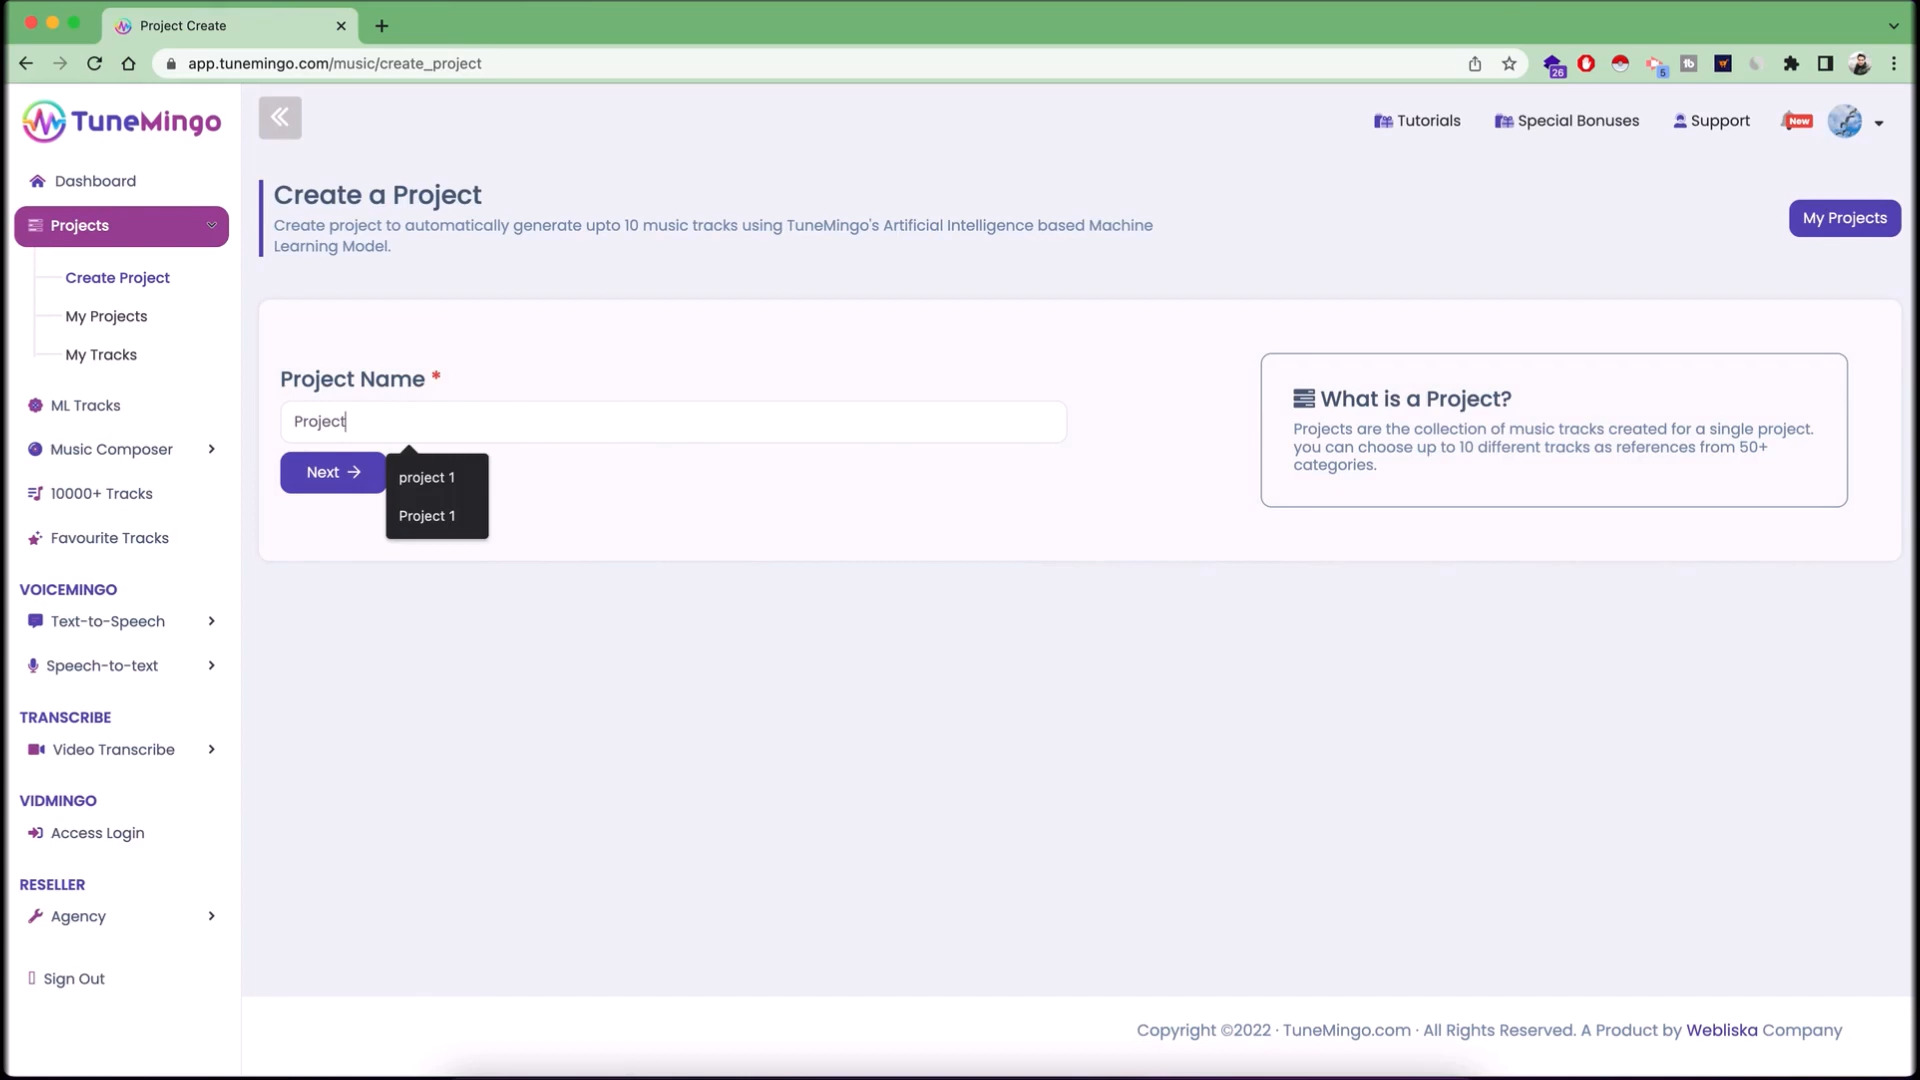 Project Create
app.tunemingo.com/music/create_project
26
5
tb
TuneMingo
Tutorials
Special Bonuses
Support
New
Dashboard
Projects
Create Project
My Projects
My Tracks
ML Tracks
Music Composer
10000+ Tracks
Favourite Tracks
VOICEMINGO
Text-to-Speech
Speech-to-text
TRANSCRIBE
Video Transcribe
VIDMINGO
Access Login
RESELLER
Agency
Sign Out
Create a Project
Create project to automatically generate upto 10 music tracks using TuneMingo's Artificial Intelligence based Machine
Learning Model.
My Projects
Project Name *
Project
Next →
project 1
Project 1
What is a Project?
Projects are the collection of music tracks created for a single project.
you can choose up to 10 different tracks as references from 50+
categories.
Copyright ©2022 · TuneMingo.com · All Rights Reserved. A Product by Webliska Company